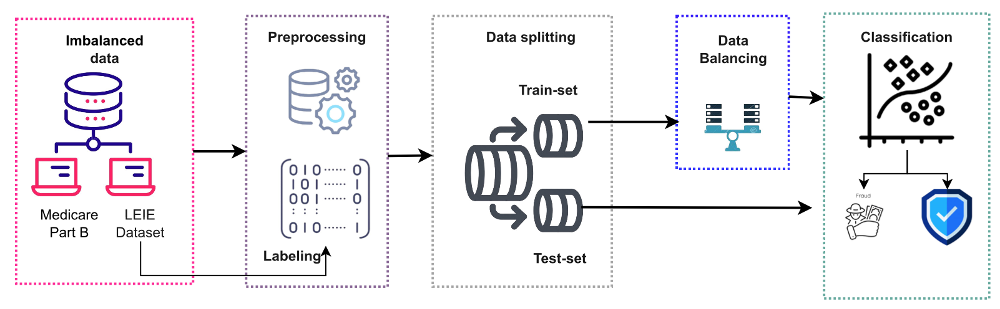 Imbalanced
data
Medicare
Part B
LEIE
Dataset
Preprocessing
0 1 0 ...... 0
1 0 1 ...... 1
0 0 1 ...... 0
0 1 0 ...... 1
Labeling
Data splitting
Train-set
Test-set
Data
Balancing
Classification
Fraud